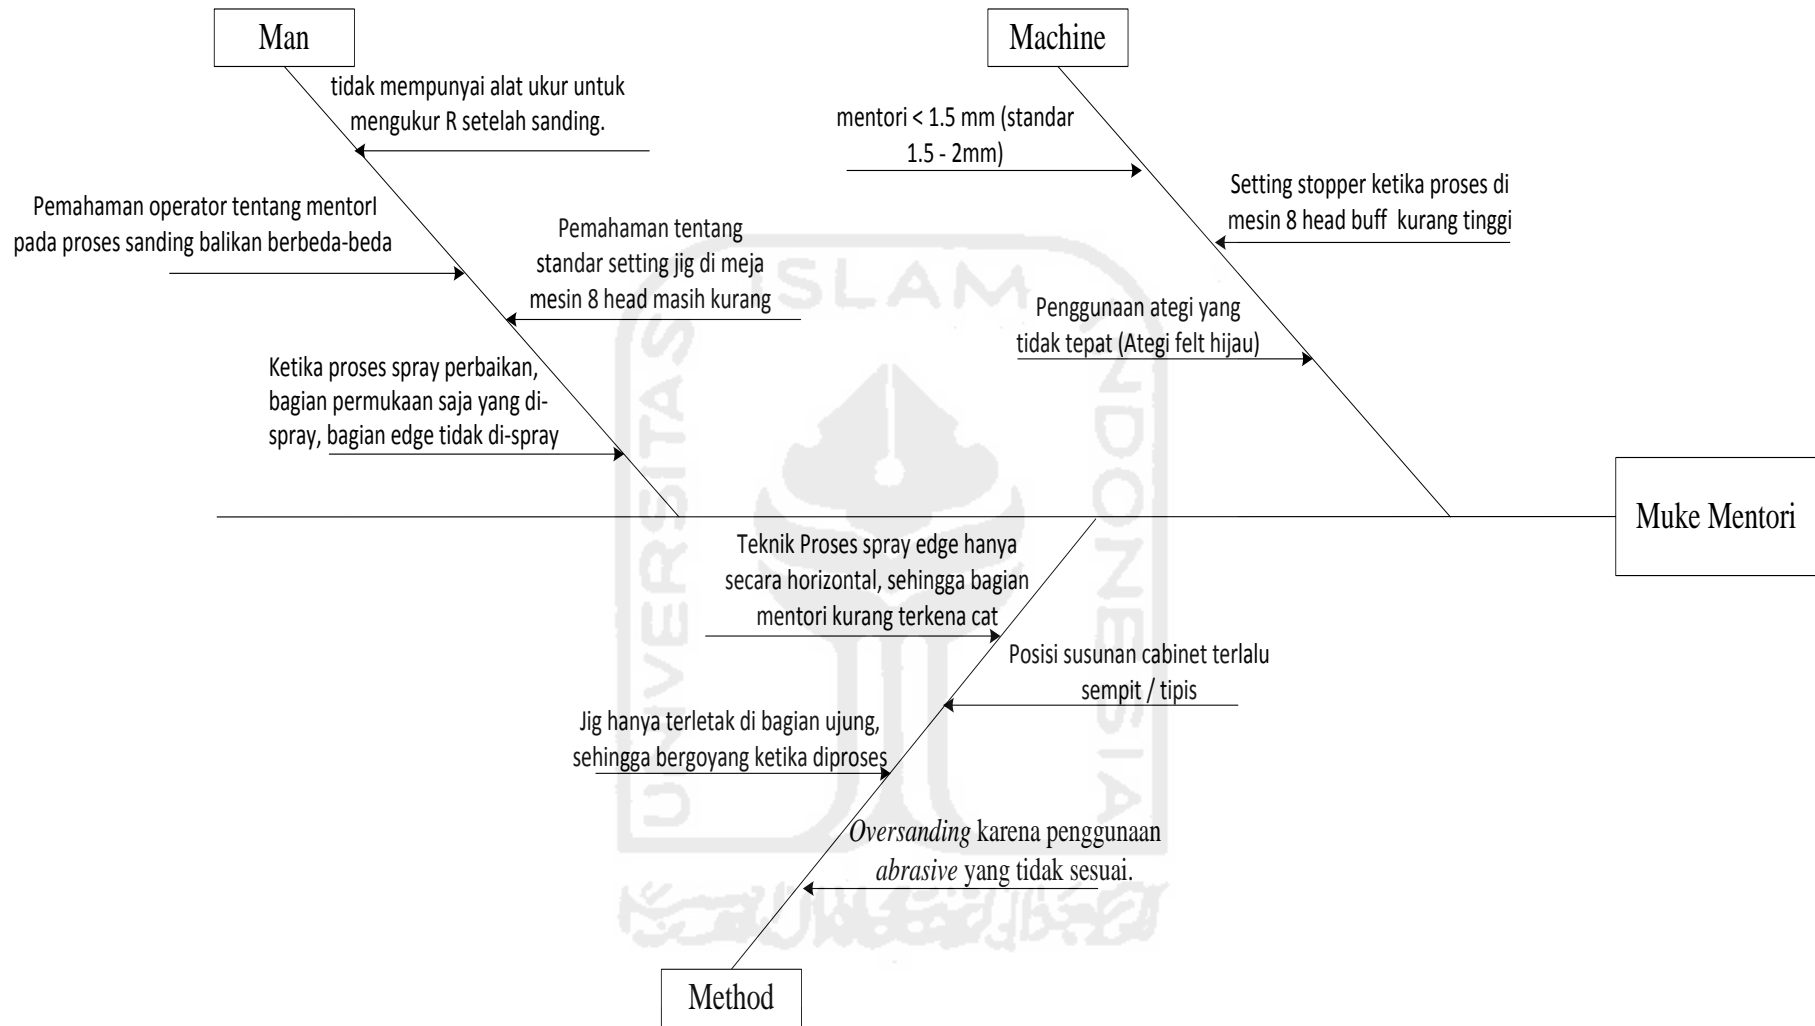 Man
Machine
tidak mempunyai alat ukur untuk
mengukur R setelah sanding.
mentori < 1.5 mm (standar
1.5 - 2mm)
Setting stopper ketika proses di
mesin 8 head buff kurang tinggi
Pemahaman operator tentang mentorI
pada proses sanding balikan berbeda-beda
Pemahaman tentang
standar setting jig di meja
mesin 8 head masih kurang
Penggunaan ategi yang
tidak tepat (Ategi felt hijau)
Ketika proses spray perbaikan,
bagian permukaan saja yang di-
spray, bagian edge tidak di-spray
Muke Mentori
Teknik Proses spray edge hanya
secara horizontal, sehingga bagian
mentori kurang terkena cat
Posisi susunan cabinet terlalu
sempit / tipis
Jig hanya terletak di bagian ujung,
sehingga bergoyang ketika diproses
Oversanding karena penggunaan
abrasive yang tidak sesuai.
Method
UNIVERSITAS
ISLAM
INDONESIA